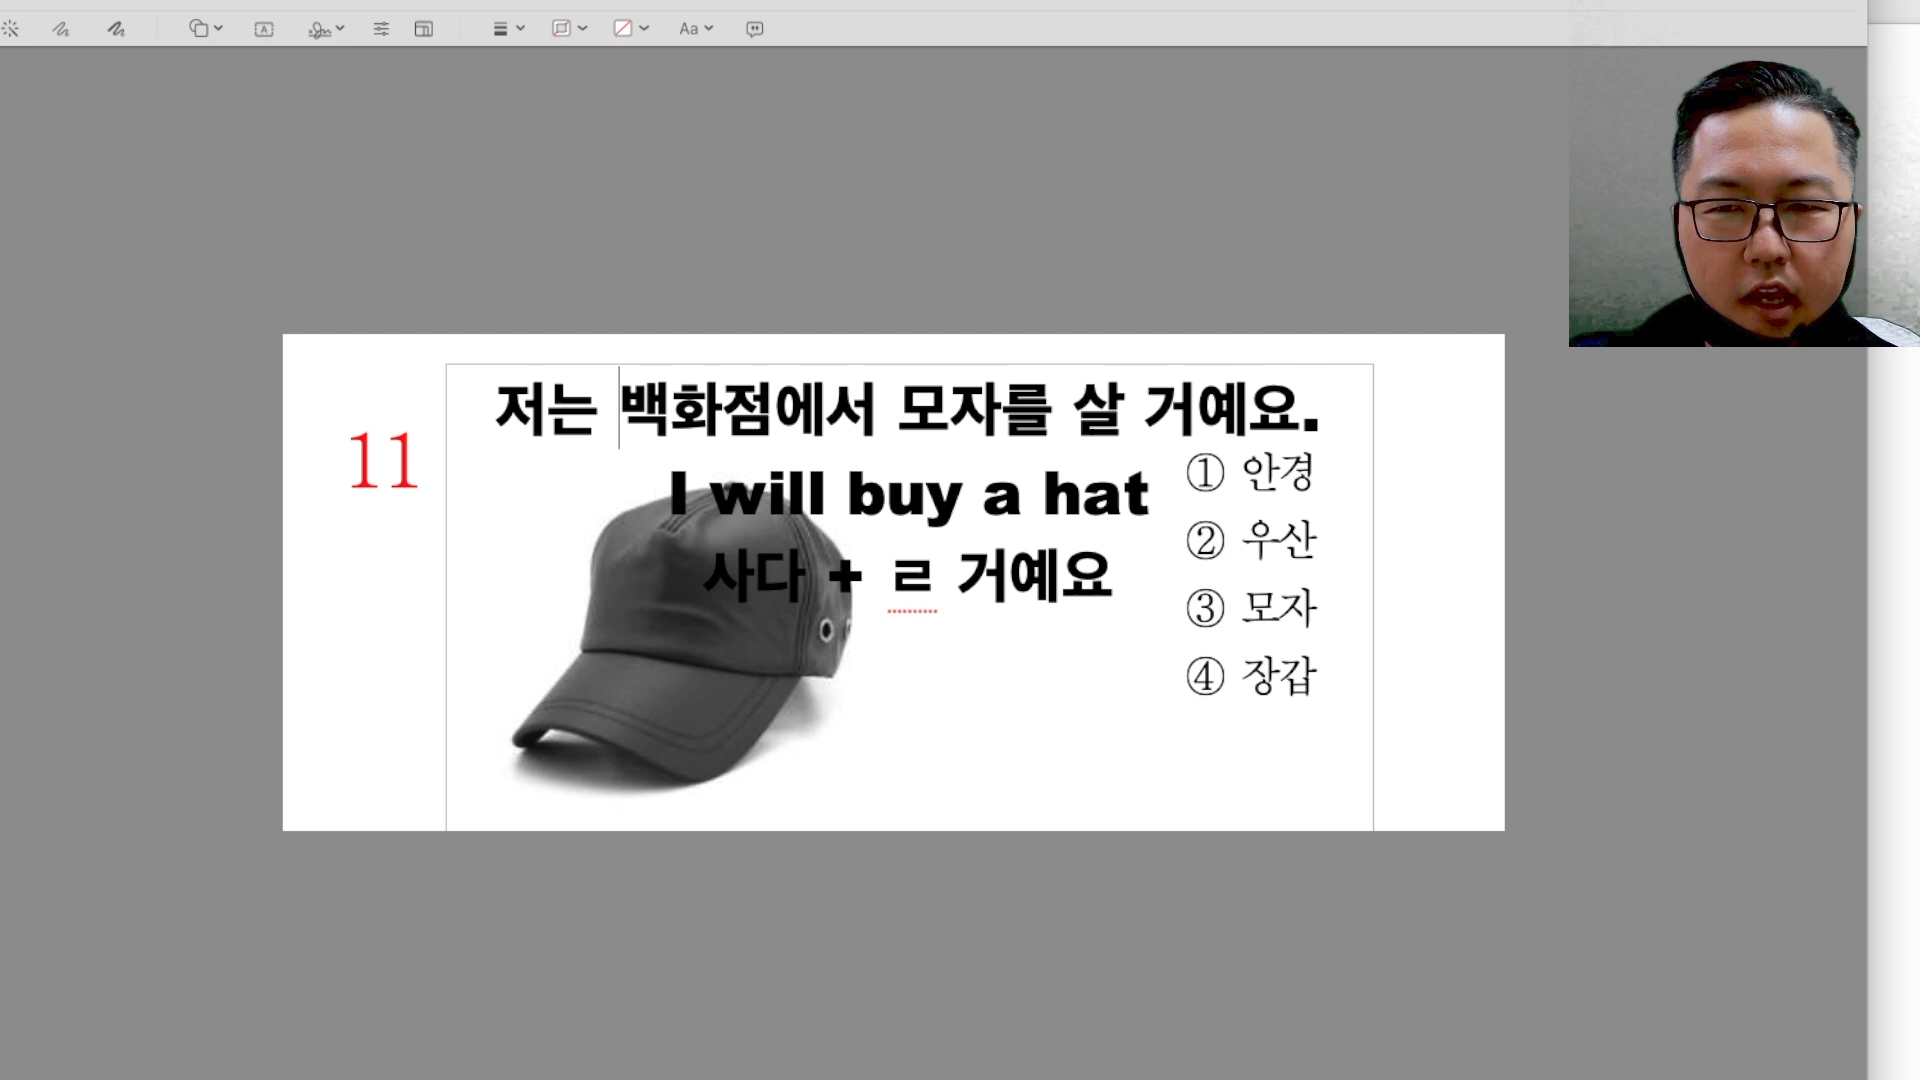 Aa
저는 백화점에서 모자를 살 거예요.
11
I will buy a hat
사다 + ㄹ 거예요
① 안경
② 우산
③ 모자
④ 장갑